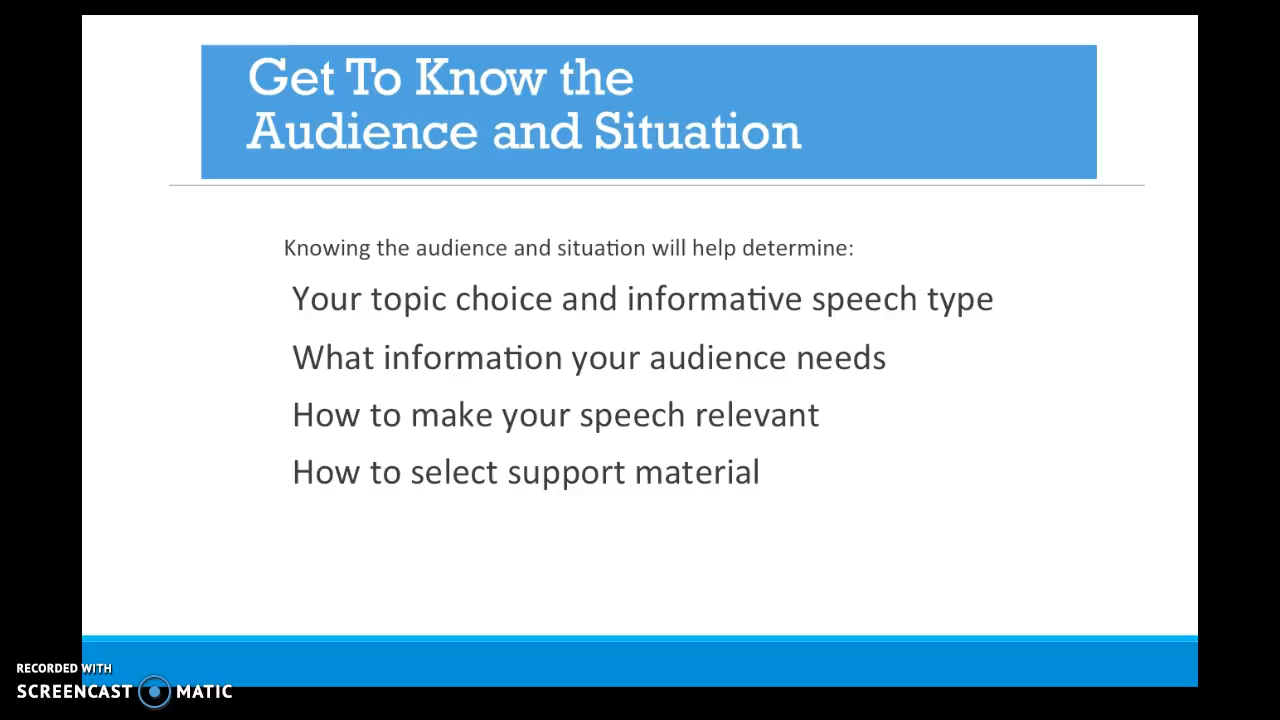 Get To Know the
Audience and Situation
Knowing the audience and situation will help determine:
Your topic choice and informative speech type
What information your audience needs
How to make your speech relevant
How to select support material
RECORDED WITH
SCREENCAST MATIC